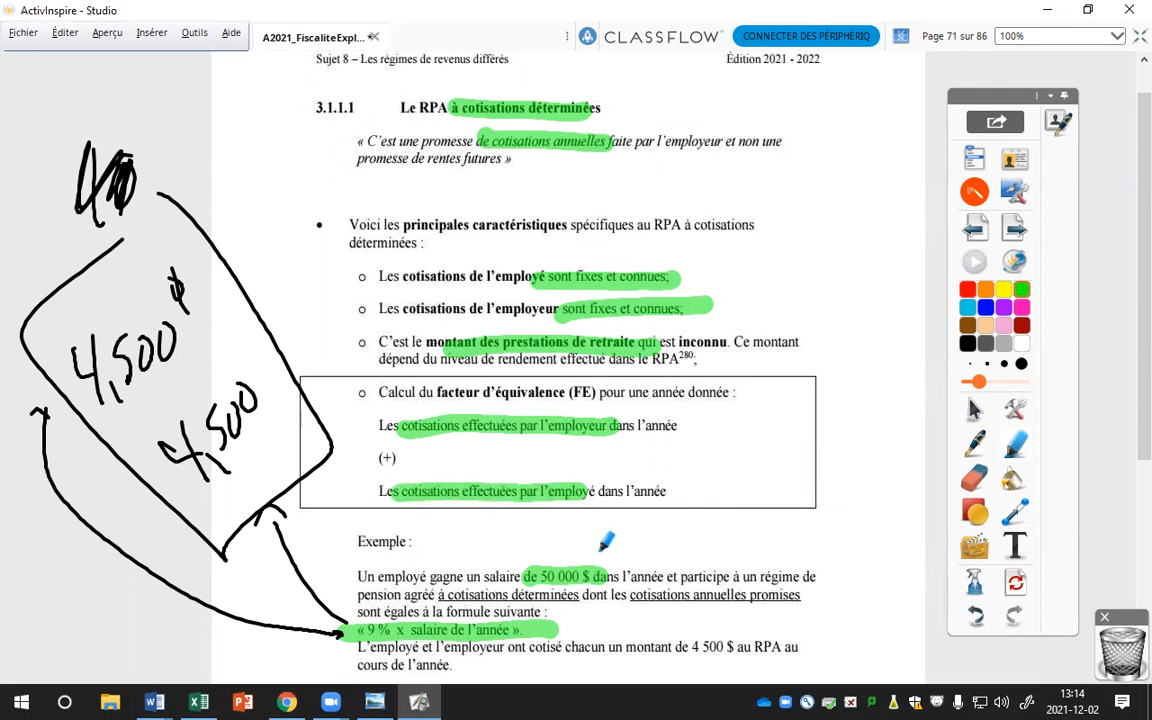 ActivInspire - Studio
Fichier Éditer Aperçu Insérer Outils Aide
A2021_FiscaliteExpl...
CLASSFLOW
CONNECTER DES PÉRIPHÉRIQ
Page 71 sur 86
100%
Sujet 8 – Les régimes de revenus différés
Édition 2021 - 2022
3.1.1.1 Le RPA à cotisations déterminées
« C'est une promesse de cotisations annuelles faite par l'employeur et non une
promesse de rentes futures »
• Voici les principales caractéristiques spécifiques au RPA à cotisations
déterminées :
o Les cotisations de l'employé sont fixes et connues;
o Les cotisations de l'employeur sont fixes et connues;
o C'est le montant des prestations de retraite qui est inconnu. Ce montant
dépend du niveau de rendement effectué dans le RPA280;
o Calcul du facteur d'équivalence (FE) pour une année donnée :
Les cotisations effectuées par l'employeur dans l'année
(+)
Les cotisations effectuées par l'employé dans l'année
Exemple :
Un employé gagne un salaire de 50 000 $ dans l'année et participe à un régime de
pension agréé à cotisations déterminées dont les cotisations annuelles promises
sont égales à la formule suivante :
« 9 % x salaire de l'année ».
L'employé et l'employeur ont cotisé chacun un montant de 4 500 $ au RPA au
cours de l'année.
4,500 $
4,500
13:14
2021-12-02